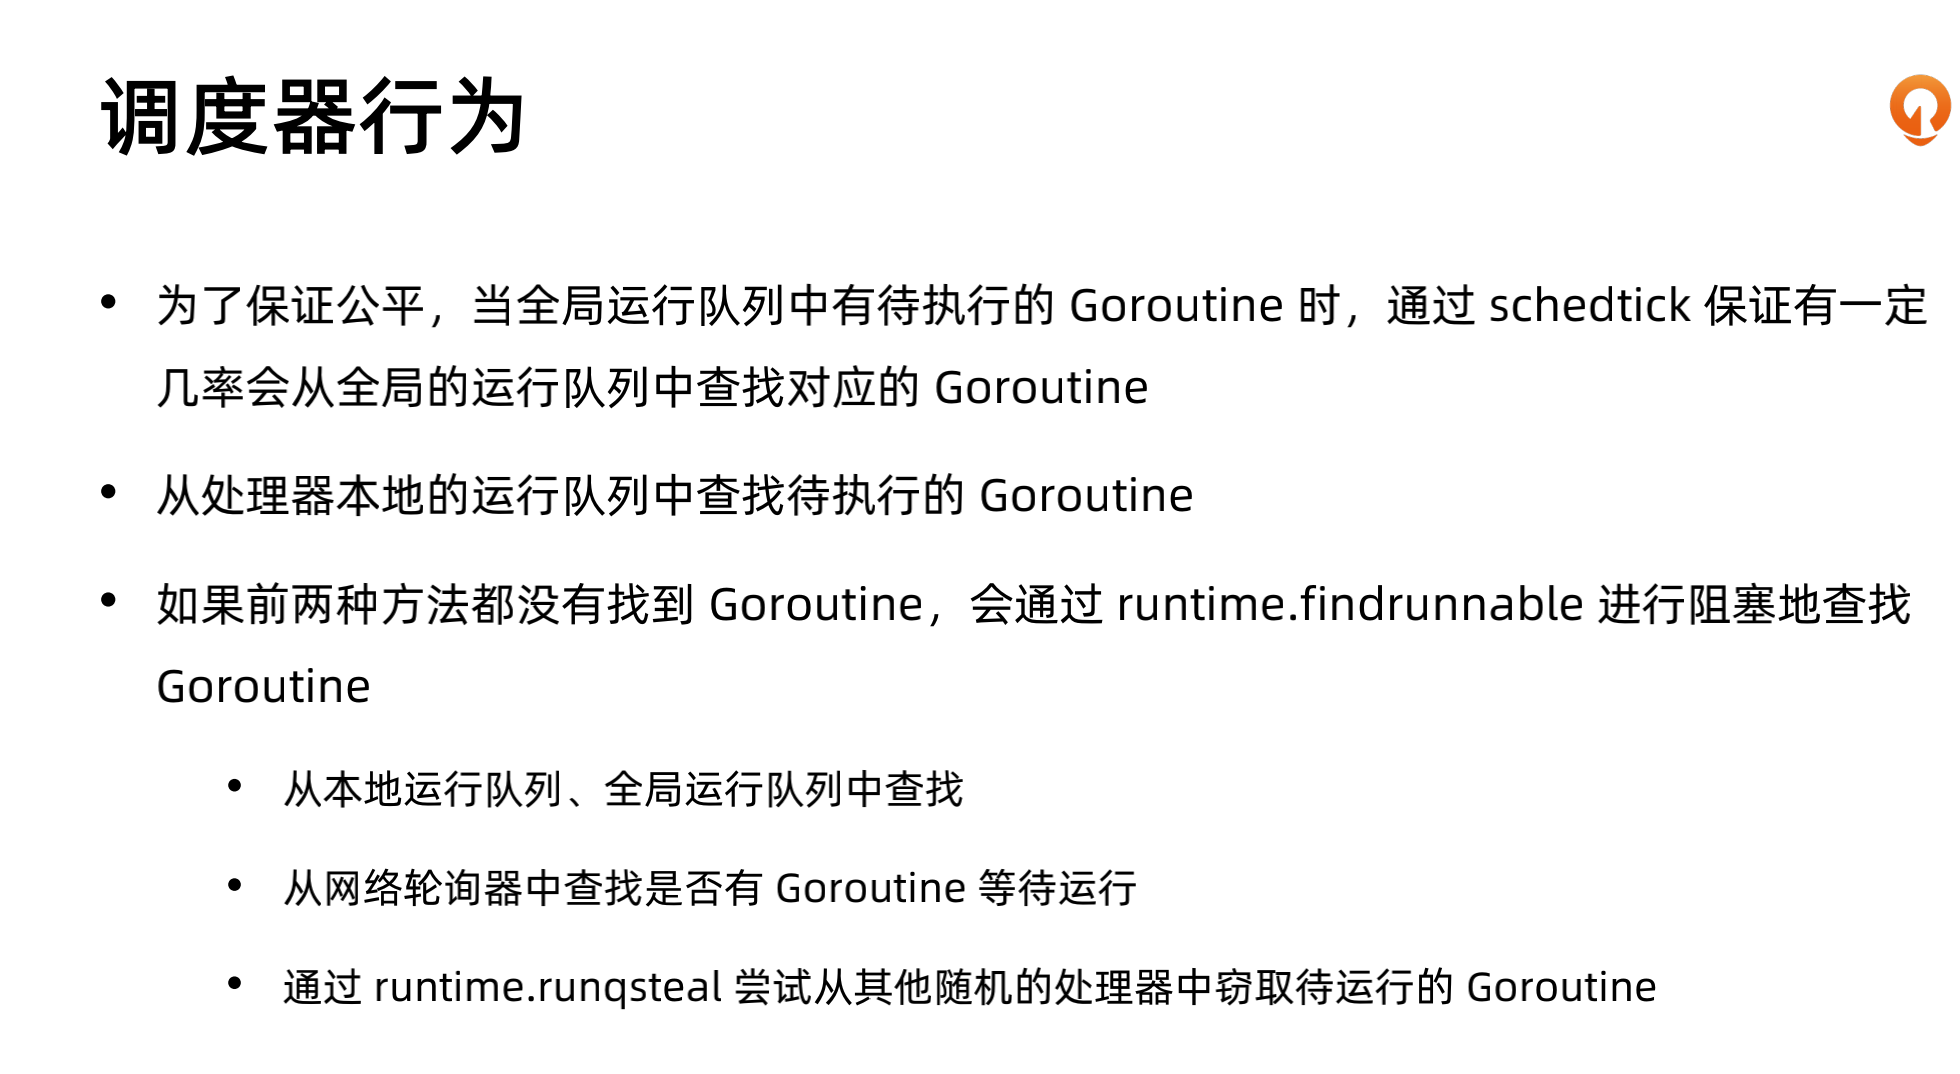 调度器行为
• 为了保证公平，当全局运行队列中有待执行的 Goroutine 时，通过 schedtick 保证有一定
几率会从全局的运行队列中查找对应的 Goroutine
• 从处理器本地的运行队列中查找待执行的 Goroutine
• 如果前两种方法都没有找到 Goroutine，会通过 runtime.findrunnable 进行阻塞地查找
Goroutine
• 从本地运行队列、全局运行队列中查找
• 从网络轮询器中查找是否有 Goroutine 等待运行
• 通过 runtime.runqsteal 尝试从其他随机的处理器中窃取待运行的 Goroutine